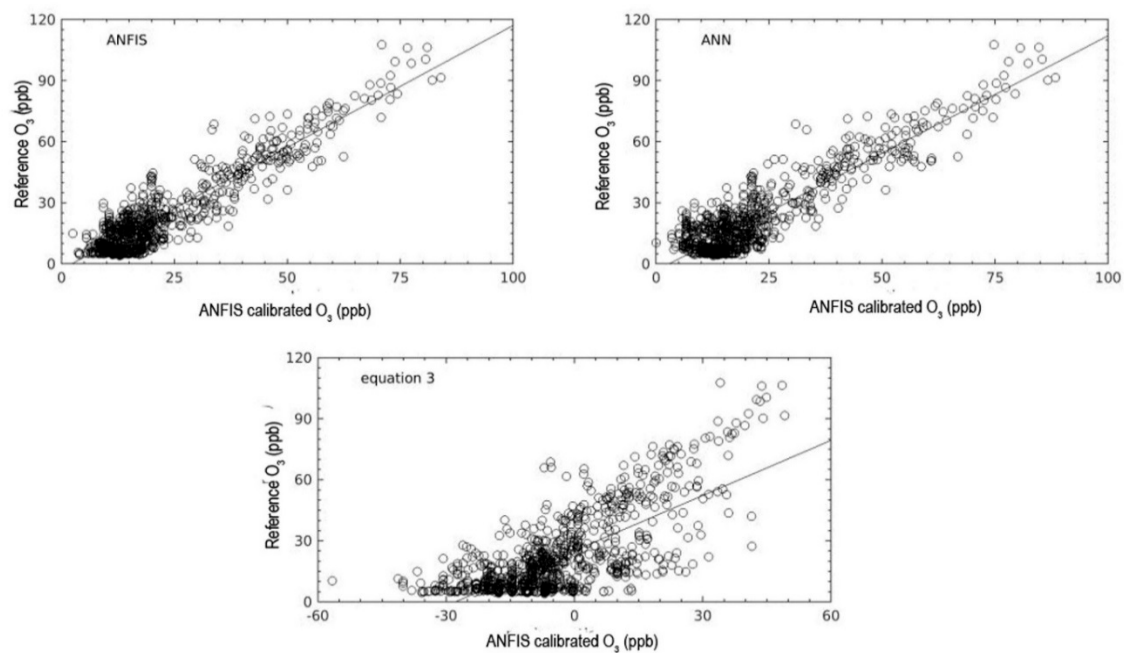 120
90
60
30
0
Reference O₃ (ppb)
ANFIS
0 25 50 75 100
ANFIS calibrated O₃ (ppb)
120
90
60
30
0
Reference O₃ (ppb)
ANN
0 25 50 75 100
ANFIS calibrated O₃ (ppb)
120
90
60
30
0
Reference O₃ (ppb)
equation 3
-60 -30 0 30 60
ANFIS calibrated O₃ (ppb)